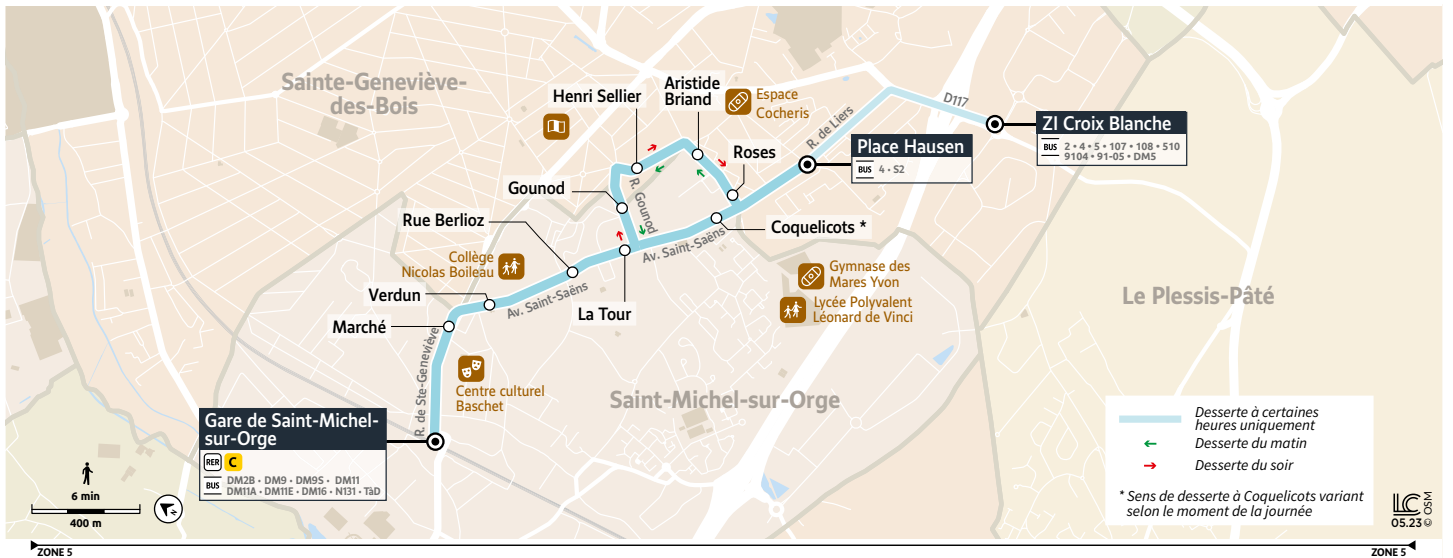 Sainte-Geneviève-
des-Bois
Henri Sellier
Aristide
Briand
Espace
Cocheris
D117
ZI Croix Blanche
BUS 2 • 4 • 5 • 107 • 108 • 510
9104 • 91-05 • DM5
R. de Liers
Place Hausen
BUS 4 • S2
Roses
Gounod
R. Gounod
Rue Berlioz
Coquelicots *
Av. Saint-Saëns
Collège
Nicolas Boileau
Gymnase des
Mares Yvon
Lycée Polyvalent
Léonard de Vinci
Le Plessis-Pâté
Verdun
Av. Saint-Saëns
La Tour
Marché
R. de Ste-Geneviève
Centre culturel
Baschet
Saint-Michel-sur-Orge
Gare de Saint-Michel-
sur-Orge
RER C
BUS DM2B • DM9 • DM9S • DM11
DM11A • DM11E • DM16 • N131 • TàD
6 min
400 m
Desserte à certaines
heures uniquement
Desserte du matin
Desserte du soir
* Sens de desserte à Coquelicots variant
selon le moment de la journée
LC
05.23 © OSM
ZONE 5
ZONE 5